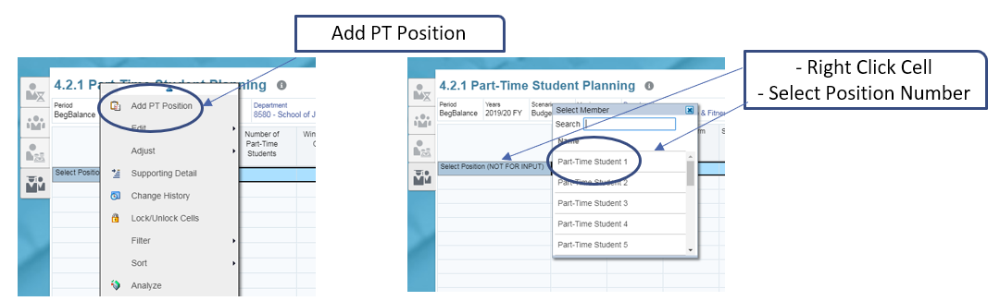 Add PT Position
- Right Click Cell
- Select Position Number
4.2.1 Part-Time Student Planning
Period
BegBalance
Department
8580 - School of J
Number of
Part-Time
Students
Win
Select Positio
Add PT Position
Edit
Adjust
Supporting Detail
Change History
Lock/Unlock Cells
Filter
Sort
Analyze
4.2.1 Part-Time Student Planning
Period
BegBalance
Years
2019/20 FY
Scenari
Budge
& Fitne
Select Position (NOT FOR INPUT)
Select Member
Search
Name
Part-Time Student 1
Part-Time Student 2
Part-Time Student 3
Part-Time Student 4
Part-Time Student 5